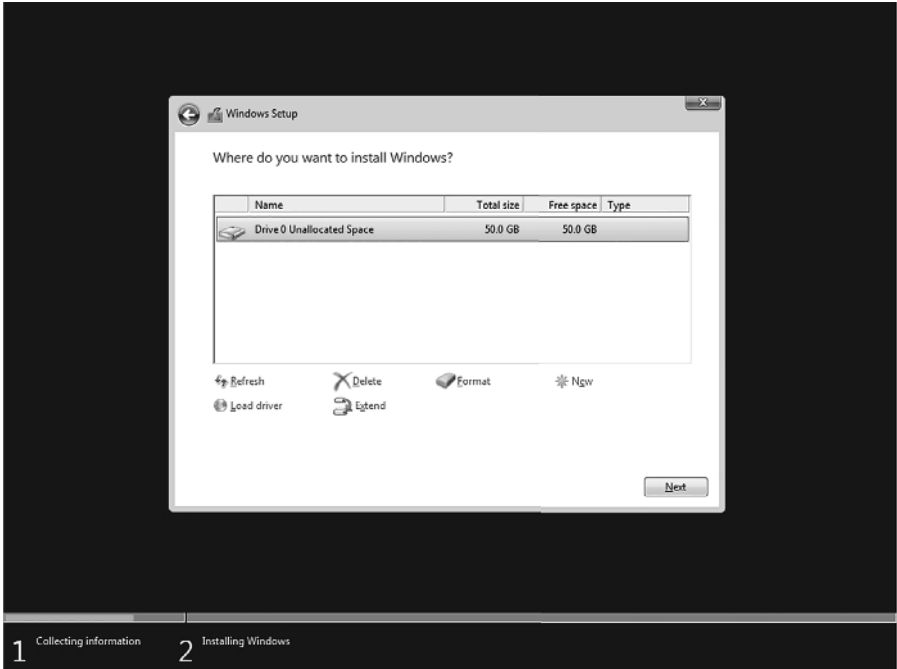 Windows Setup
Where do you want to install Windows?
Name Total size Free space Type
Drive 0 Unallocated Space 50.0 GB 50.0 GB
Refresh Delete Format New
Load driver Extend
Next
1 Collecting information 2 Installing Windows